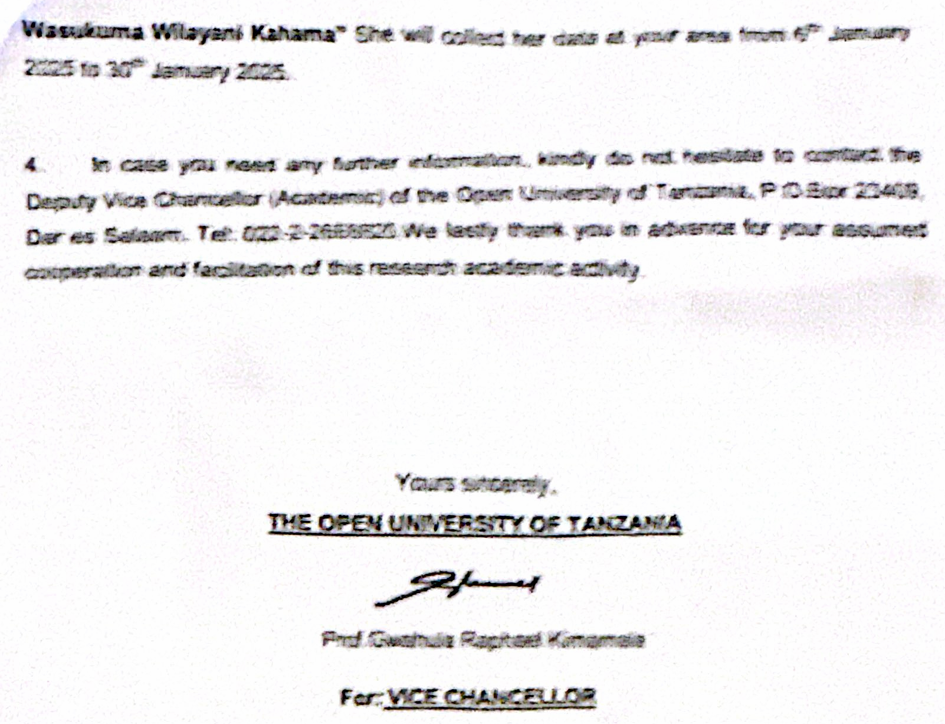 Wasukuma Wilayani Kahama" She will collect her data at your area from 6th January
2025 to 30th January 2025.
4. In case you need any further information, kindly do not hesitate to contact the
Deputy Vice Chancellor (Academic) of the Open University of Tanzania, P.O.Box 23409,
Dar es Salaam. Tel: 022-2-2668820.We lastly thank you in advance for your assumed
cooperation and facilitation of this research academic activity.
Yours sincerely,
THE OPEN UNIVERSITY OF TANZANIA
Prof.Gwahula Raphael Kimamala
For: VICE CHANCELLOR